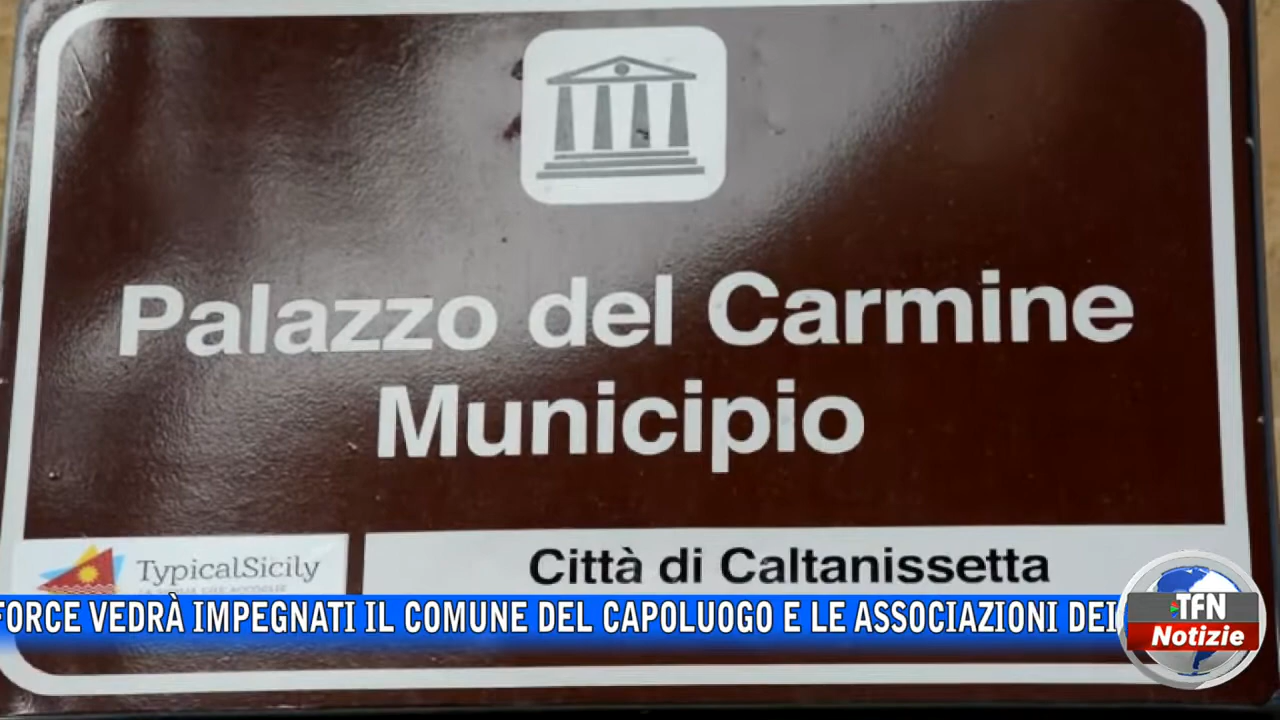 Palazzo del Carmine
Municipio
TypicalSicily
Città di Caltanissetta
FORCE VEDRÀ IMPEGNATI IL COMUNE DEL CAPOLUOGO E LE ASSOCIAZIONI DEI
TFN
Notizie